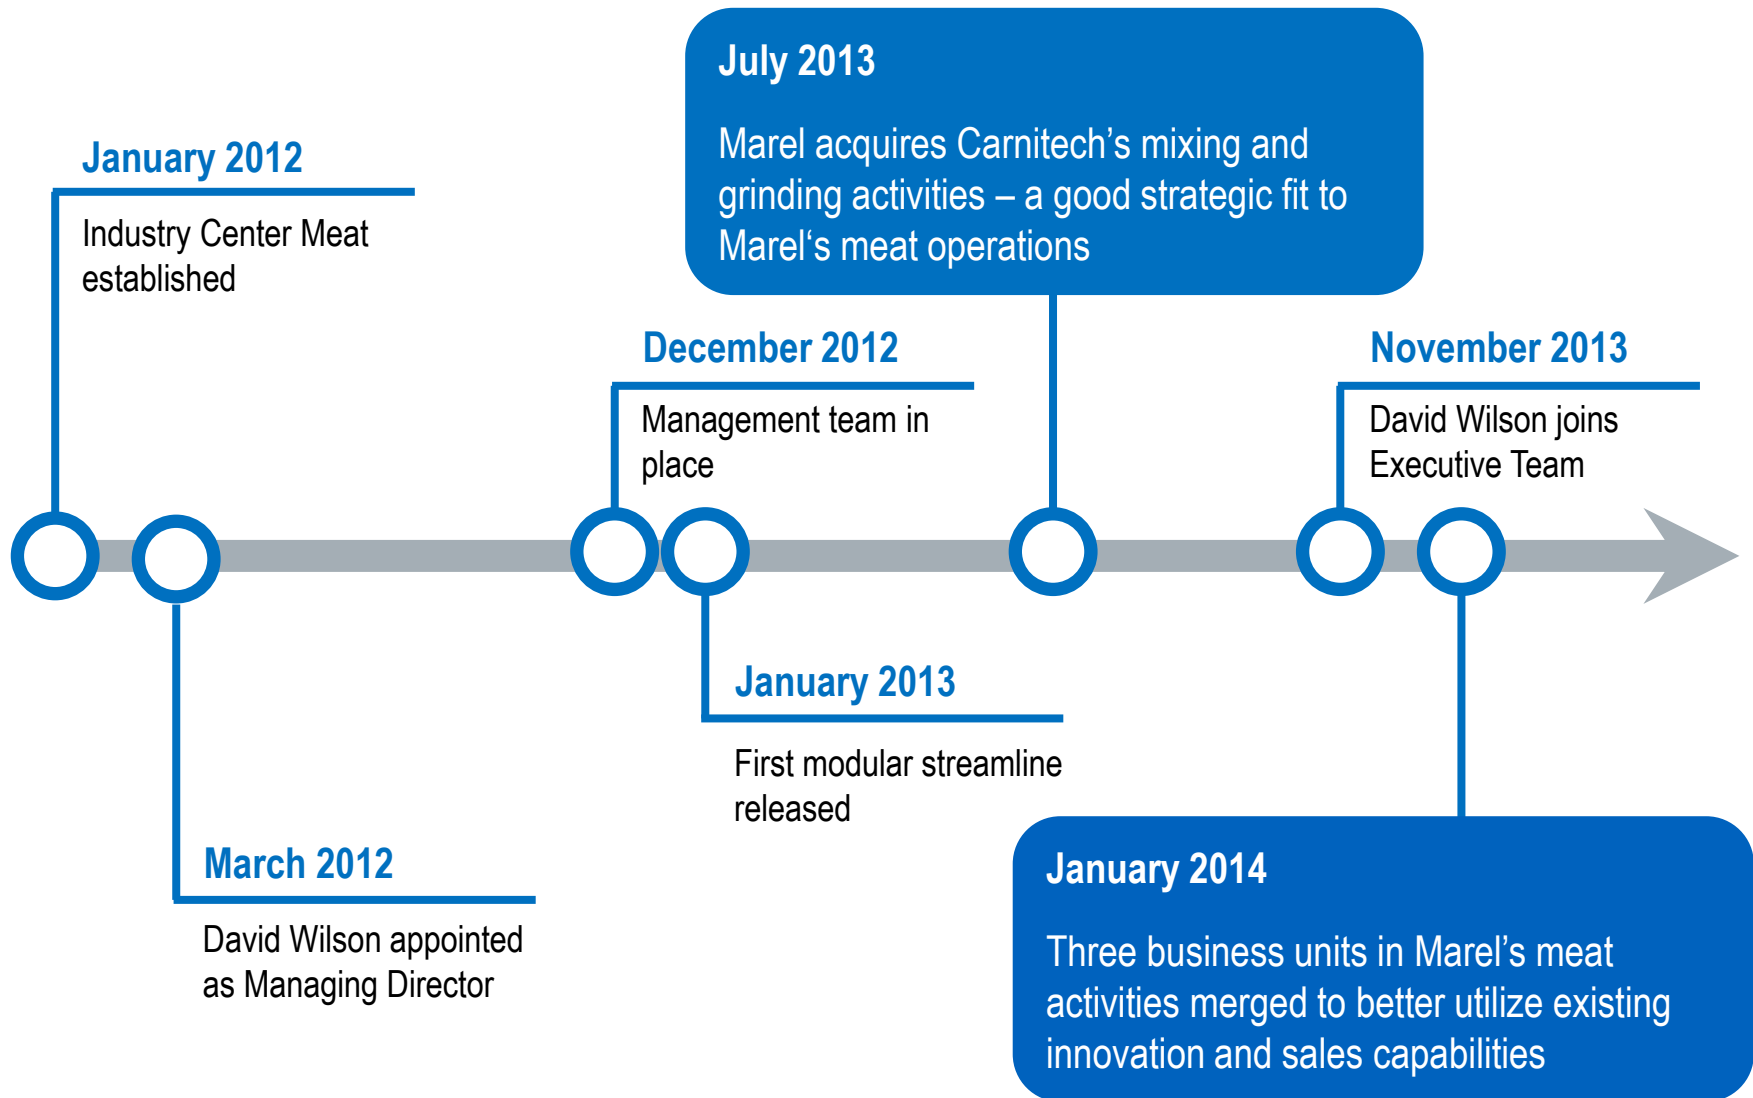 January 2012
Industry Center Meat
established
March 2012
David Wilson appointed
as Managing Director
December 2012
Management team in
place
January 2013
First modular streamline
released
July 2013
Marel acquires Carnitech’s mixing and
grinding activities – a good strategic fit to
Marel‘s meat operations
November 2013
David Wilson joins
Executive Team
January 2014
Three business units in Marel’s meat
activities merged to better utilize existing
innovation and sales capabilities